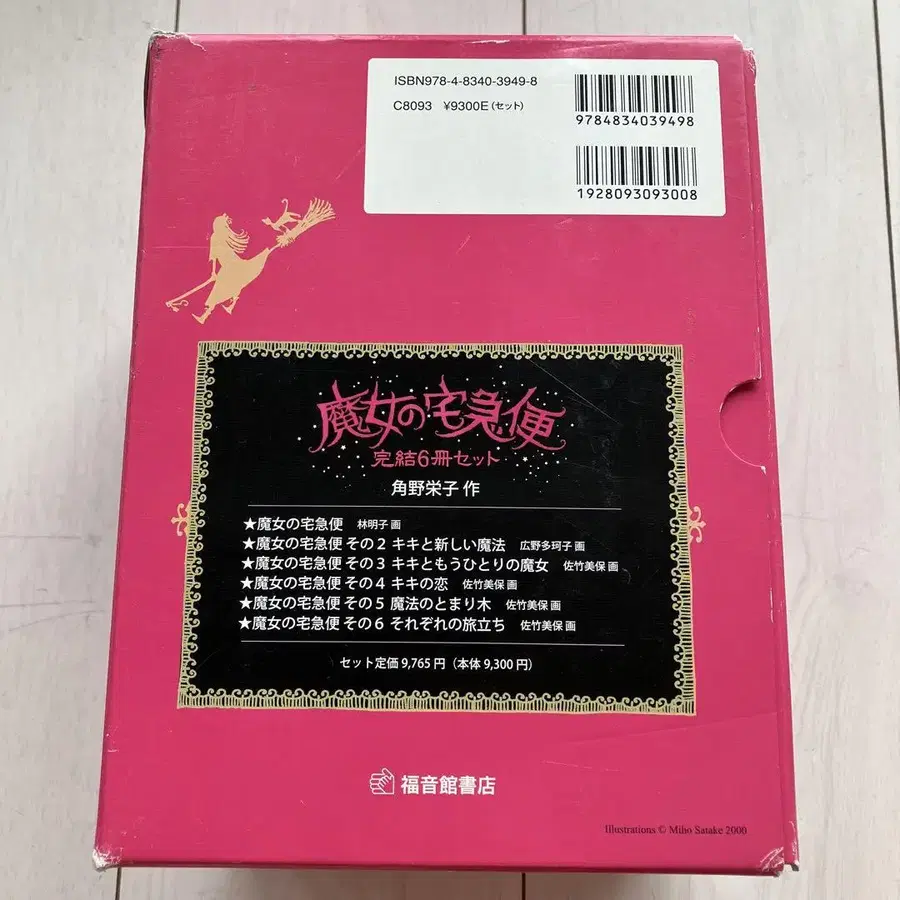 ISBN978-4-8340-3949-8
C8093 ¥9300E(セット)
9784834039498
1928093093008
魔女の宅急便
完結6冊セット
角野栄子 作
★魔女の宅急便 林明子 画
★魔女の宅急便 その2 キキと新しい魔法 広野多珂子 画
★魔女の宅急便 その3 キキともうひとりの魔女 佐竹美保 画
★魔女の宅急便 その4 キキの恋 佐竹美保 画
★魔女の宅急便 その5 魔法のとまり木 佐竹美保 画
★魔女の宅急便 その6 それぞれの旅立ち 佐竹美保 画
セット定価 9,765 円(本体 9,300 円)
福音館書店
Illustrations © Miho Satake 2000